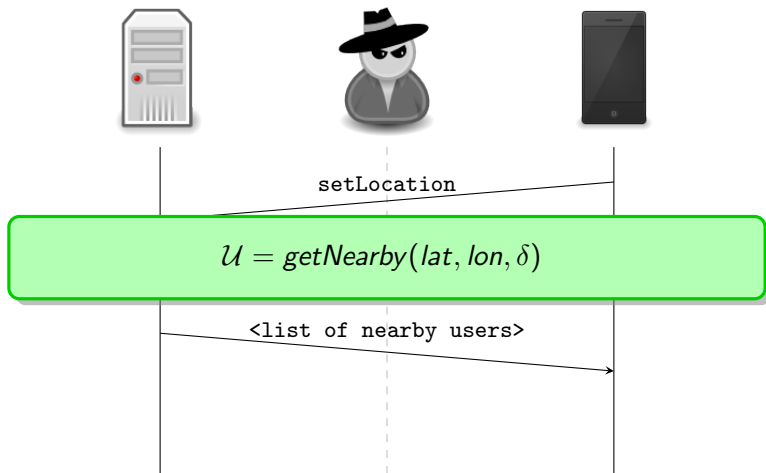 setLocation
𝒰 = getNearby(lat, lon, δ)
<list of nearby users>